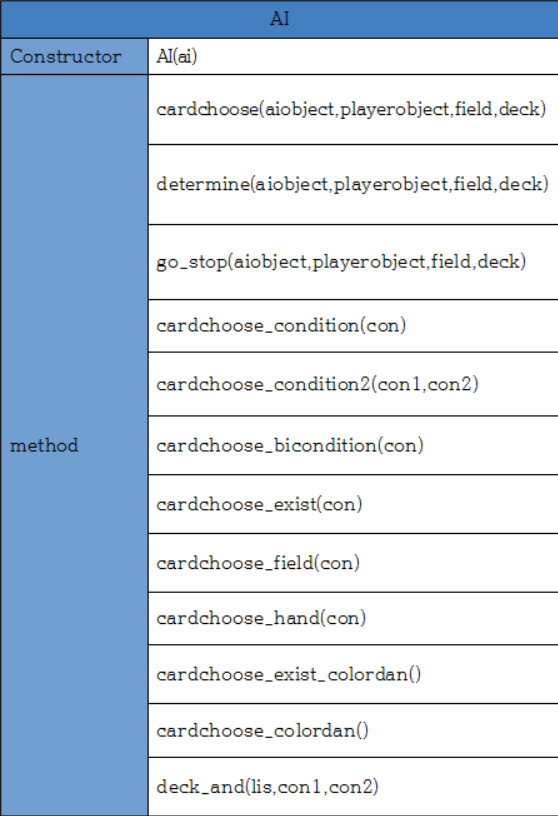 AI
Constructor
AI(ai)
method
cardchoose(aiobject,playerobject,field,deck)
determine(aiobject,playerobject,field,deck)
go_stop(aiobject,playerobject,field,deck)
cardchoose_condition(con)
cardchoose_condition2(con1,con2)
cardchoose_bicondition(con)
cardchoose_exist(con)
cardchoose_field(con)
cardchoose_hand(con)
cardchoose_exist_colordan()
cardchoose_colordan()
deck_and(lis,con1,con2)